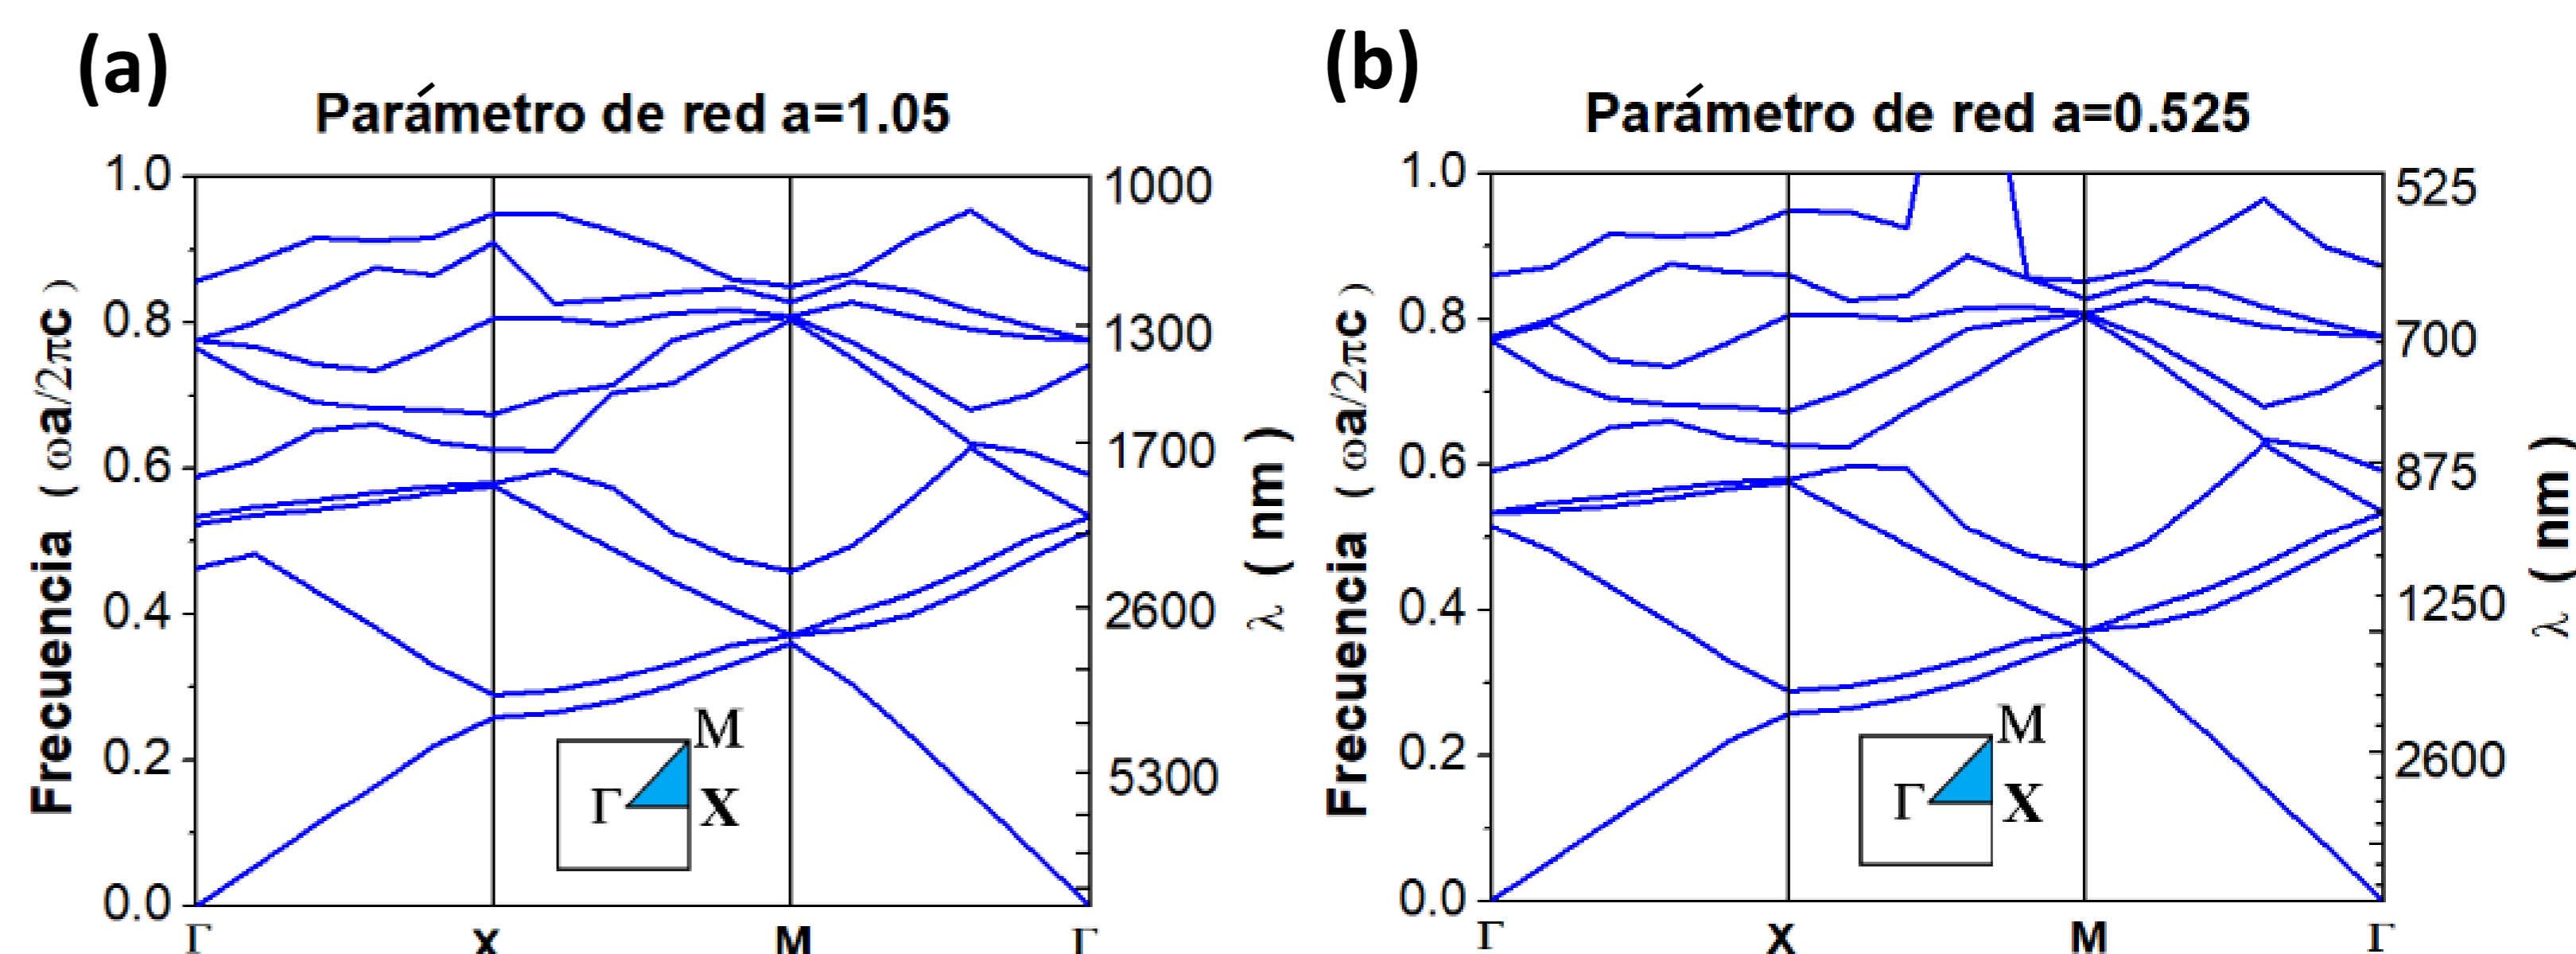 (a)
Parámetro de red a=1.05
Frecuencia ( ωa/2πc )
1.0
0.8
0.6
0.4
0.2
0.0
1000
1300
1700
2600
5300
λ ( nm )
M
Γ
X
Γ
X
M
Γ
(b)
Parámetro de red a=0.525
Frecuencia ( ωa/2πc )
1.0
0.8
0.6
0.4
0.2
0.0
525
700
875
1250
2600
λ ( nm )
M
Γ
X
Γ
X
M
Γ